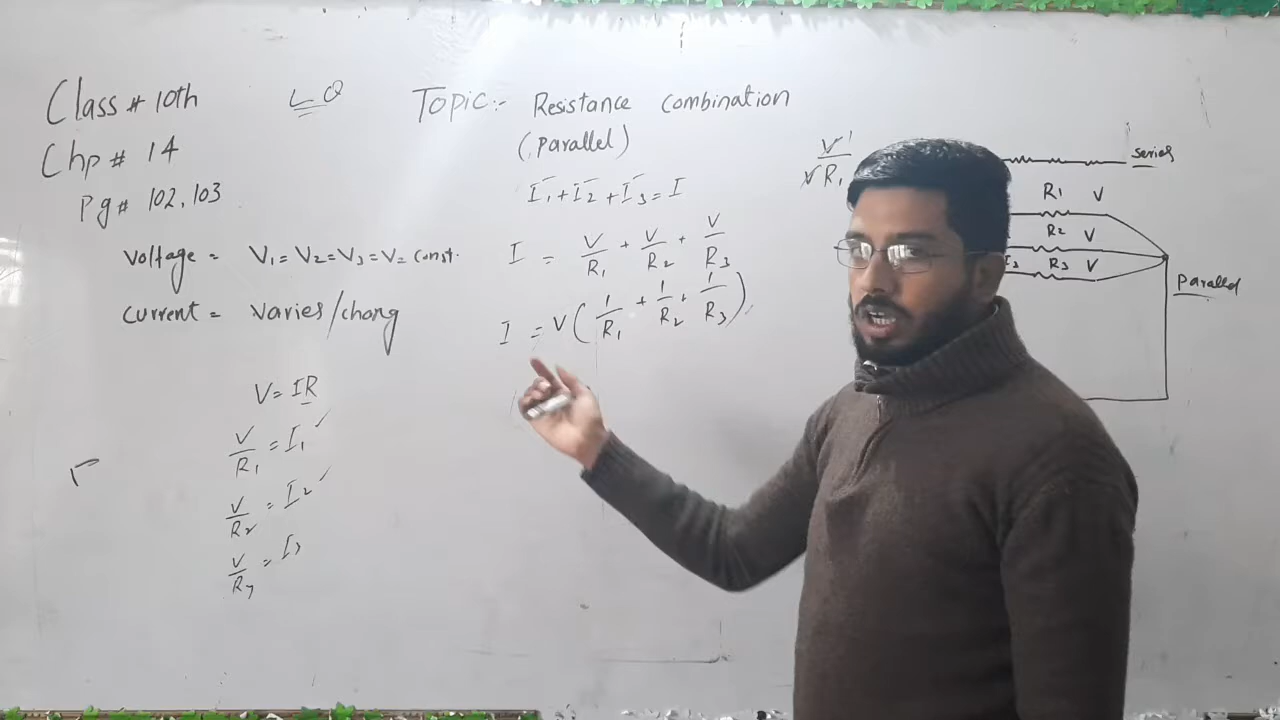 Class # 10th
LQ
Topic:- Resistance combination
(parallel)
Chp # 14
Pg # 102,103
I₁ + I₂ + I₃ = I
voltage = V₁ = V₂ = V₃ = V = const.
I = V/R₁ + V/R₂ + V/R₃
current = varies/chang
I = V(1/R₁ + 1/R₂ + 1/R₃)
V = IR
V/R₁ = I₁
V/R₂ = I₂
V/R₃ = I₃
V/R₁
series
R₁ V
R₂ V
I₃ R₃ V
parallel